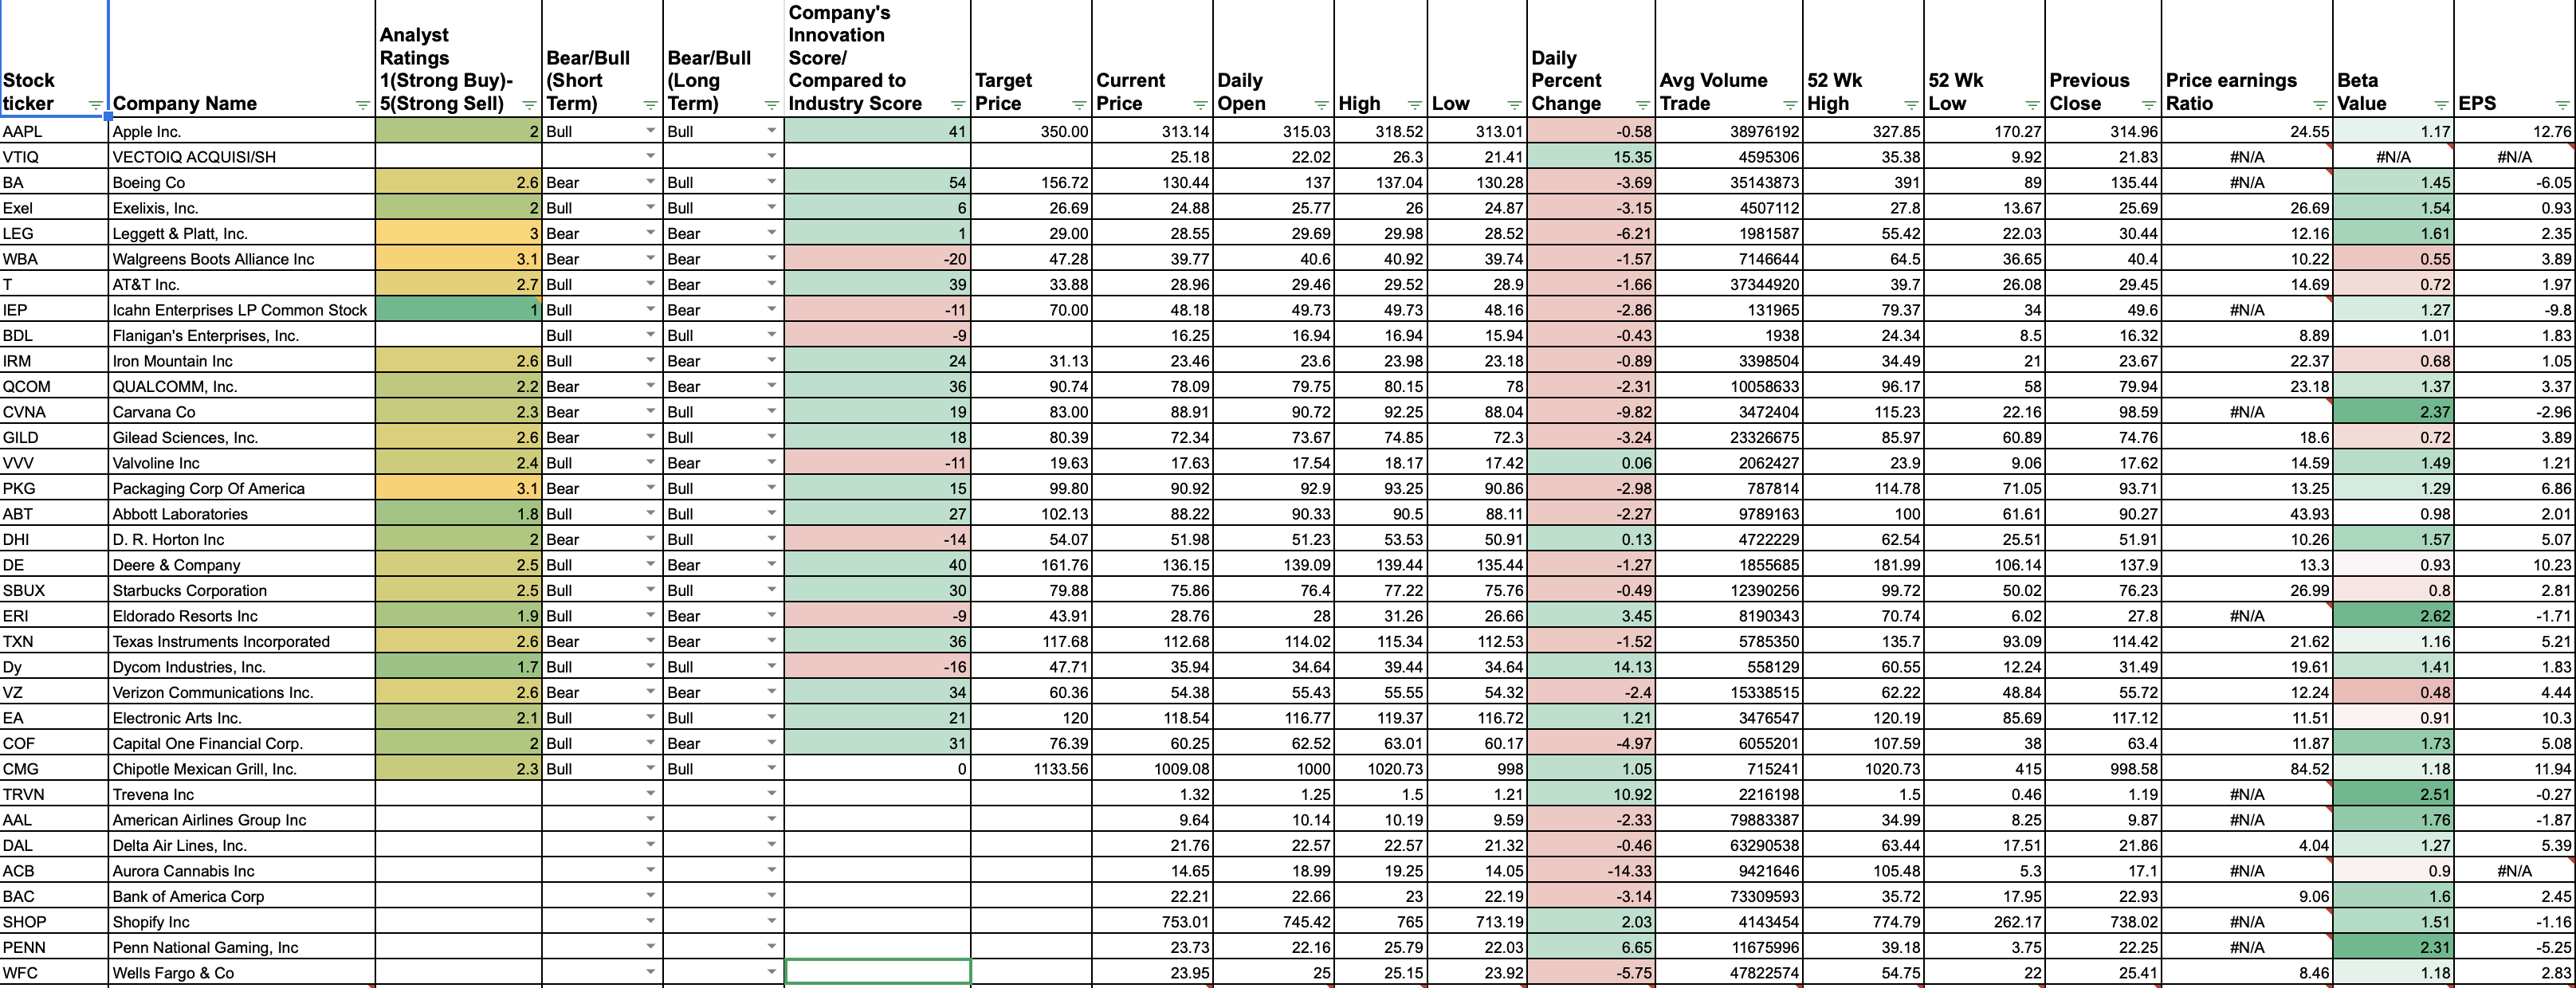 Stock ticker Company Name Analyst Ratings 1(Strong Buy)- 5(Strong Sell) Bear/Bull (Short Term) Bear/Bull (Long Term) Company's Innovation Score/ Compared to Industry Score Target Price Current Price Daily Open High Low Daily Percent Change Avg Volume Trade 52 Wk High 52 Wk Low Previous Close Price earnings Ratio Beta Value EPS
AAPL Apple Inc. 2 Bull Bull 41 350.00 313.14 315.03 318.52 313.01 -0.58 38976192 327.85 170.27 314.96 24.55 1.17 12.76
VTIQ VECTOIQ ACQUISI/SH 25.18 22.02 26.3 21.41 15.35 4595306 35.38 9.92 21.83 #N/A #N/A #N/A
BA Boeing Co 2.6 Bear Bull 54 156.72 130.44 137 137.04 130.28 -3.69 35143873 391 89 135.44 #N/A 1.45 -6.05
Exel Exelixis, Inc. 2 Bull Bull 6 26.69 24.88 25.77 26 24.87 -3.15 4507112 27.8 13.67 25.69 26.69 1.54 0.93
LEG Leggett & Platt, Inc. 3 Bear Bear 1 29.00 28.55 29.69 29.98 28.52 -6.21 1981587 55.42 22.03 30.44 12.16 1.61 2.35
WBA Walgreens Boots Alliance Inc 3.1 Bear Bear -20 47.28 39.77 40.6 40.92 39.74 -1.57 7146644 64.5 36.65 40.4 10.22 0.55 3.89
T AT&T Inc. 2.7 Bull Bear 39 33.88 28.96 29.46 29.52 28.9 -1.66 37344920 39.7 26.08 29.45 14.69 0.72 1.97
IEP Icahn Enterprises LP Common Stock 1 Bull Bear -11 70.00 48.18 49.73 49.73 48.16 -2.86 131965 79.37 34 49.6 #N/A 1.27 -9.8
BDL Flanigan's Enterprises, Inc. Bull Bull -9 16.25 16.94 16.94 15.94 -0.43 1938 24.34 8.5 16.32 8.89 1.01 1.83
IRM Iron Mountain Inc 2.6 Bull Bear 24 31.13 23.46 23.6 23.98 23.18 -0.89 3398504 34.49 21 23.67 22.37 0.68 1.05
QCOM QUALCOMM, Inc. 2.2 Bear Bear 36 90.74 78.09 79.75 80.15 78 -2.31 10058633 96.17 58 79.94 23.18 1.37 3.37
CVNA Carvana Co 2.3 Bear Bull 19 83.00 88.91 90.72 92.25 88.04 -9.82 3472404 115.23 22.16 98.59 #N/A 2.37 -2.96
GILD Gilead Sciences, Inc. 2.6 Bear Bull 18 80.39 72.34 73.67 74.85 72.3 -3.24 23326675 85.97 60.89 74.76 18.6 0.72 3.89
VVV Valvoline Inc 2.4 Bull Bear -11 19.63 17.63 17.54 18.17 17.42 0.06 2062427 23.9 9.06 17.62 14.59 1.49 1.21
PKG Packaging Corp Of America 3.1 Bear Bull 15 99.80 90.92 92.9 93.25 90.86 -2.98 787814 114.78 71.05 93.71 13.25 1.29 6.86
ABT Abbott Laboratories 1.8 Bull Bull 27 102.13 88.22 90.33 90.5 88.11 -2.27 9789163 100 61.61 90.27 43.93 0.98 2.01
DHI D. R. Horton Inc 2 Bear Bull -14 54.07 51.98 51.23 53.53 50.91 0.13 4722229 62.54 25.51 51.91 10.26 1.57 5.07
DE Deere & Company 2.5 Bull Bear 40 161.76 136.15 139.09 139.44 135.44 -1.27 1855685 181.99 106.14 137.9 13.3 0.93 10.23
SBUX Starbucks Corporation 2.5 Bull Bull 30 79.88 75.86 76.4 77.22 75.76 -0.49 12390256 99.72 50.02 76.23 26.99 0.8 2.81
ERI Eldorado Resorts Inc 1.9 Bull Bear -9 43.91 28.76 28 31.26 26.66 3.45 8190343 70.74 6.02 27.8 #N/A 2.62 -1.71
TXN Texas Instruments Incorporated 2.6 Bear Bear 36 117.68 112.68 114.02 115.34 112.53 -1.52 5785350 135.7 93.09 114.42 21.62 1.16 5.21
Dy Dycom Industries, Inc. 1.7 Bull Bull -16 47.71 35.94 34.64 39.44 34.64 14.13 558129 60.55 12.24 31.49 19.61 1.41 1.83
VZ Verizon Communications Inc. 2.6 Bear Bear 34 60.36 54.38 55.43 55.55 54.32 -2.4 15338515 62.22 48.84 55.72 12.24 0.48 4.44
EA Electronic Arts Inc. 2.1 Bull Bull 21 120 118.54 116.77 119.37 116.72 1.21 3476547 120.19 85.69 117.12 11.51 0.91 10.3
COF Capital One Financial Corp. 2 Bull Bear 31 76.39 60.25 62.52 63.01 60.17 -4.97 6055201 107.59 38 63.4 11.87 1.73 5.08
CMG Chipotle Mexican Grill, Inc. 2.3 Bull Bull 0 1133.56 1009.08 1000 1020.73 998 1.05 715241 1020.73 415 998.58 84.52 1.18 11.94
TRVN Trevena Inc 1.32 1.25 1.5 1.21 10.92 2216198 1.5 0.46 1.19 #N/A 2.51 -0.27
AAL American Airlines Group Inc 9.64 10.14 10.19 9.59 -2.33 79883387 34.99 8.25 9.87 #N/A 1.76 -1.87
DAL Delta Air Lines, Inc. 21.76 22.57 22.57 21.32 -0.46 63290538 63.44 17.51 21.86 4.04 1.27 5.39
ACB Aurora Cannabis Inc 14.65 18.99 19.25 14.05 -14.33 9421646 105.48 5.3 17.1 #N/A 0.9 #N/A
BAC Bank of America Corp 22.21 22.66 23 22.19 -3.14 73309593 35.72 17.95 22.93 9.06 1.6 2.45
SHOP Shopify Inc 753.01 745.42 765 713.19 2.03 4143454 774.79 262.17 738.02 #N/A 1.51 -1.16
PENN Penn National Gaming, Inc 23.73 22.16 25.79 22.03 6.65 11675996 39.18 3.75 22.25 #N/A 2.31 -5.25
WFC Wells Fargo & Co 23.95 25 25.15 23.92 -5.75 47822574 54.75 22 25.41 8.46 1.18 2.83